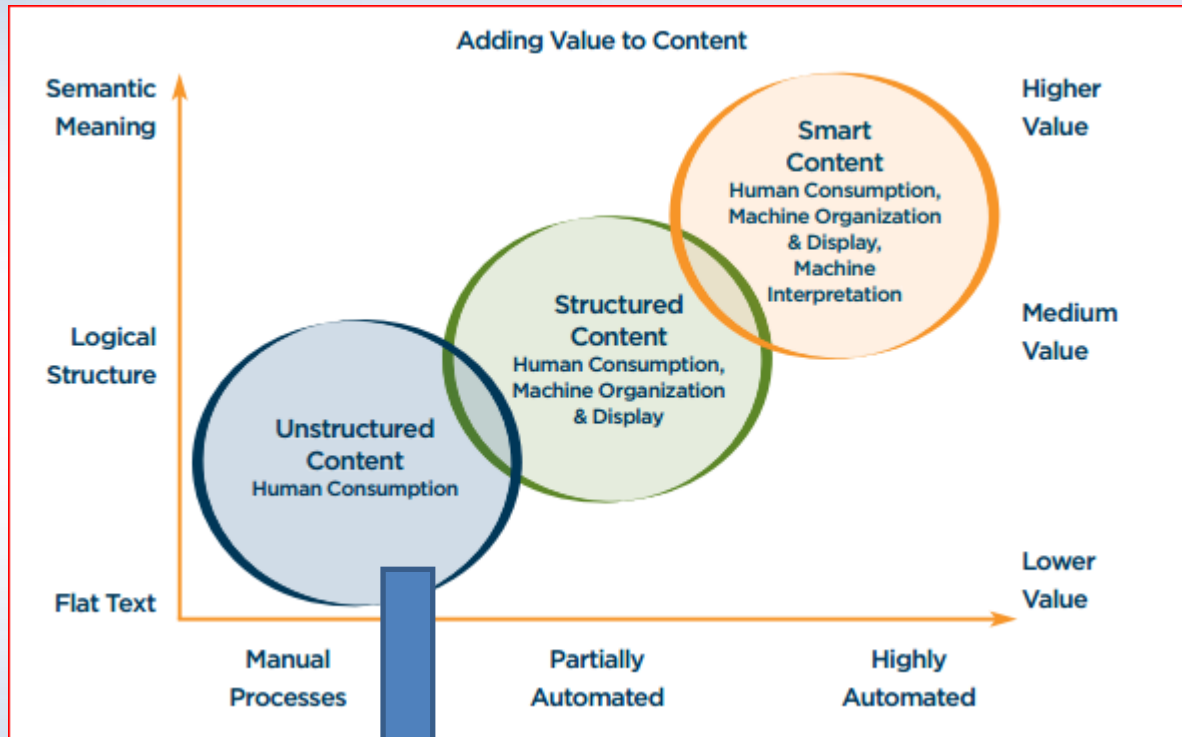 Adding Value to Content
Semantic
Meaning
Higher
Value
Smart
Content
Human Consumption,
Machine Organization
& Display,
Machine
Interpretation
Structured
Content
Human Consumption,
Machine Organization
& Display
Medium
Value
Logical
Structure
Unstructured
Content
Human Consumption
Lower
Value
Flat Text
Manual
Processes
Partially
Automated
Highly
Automated